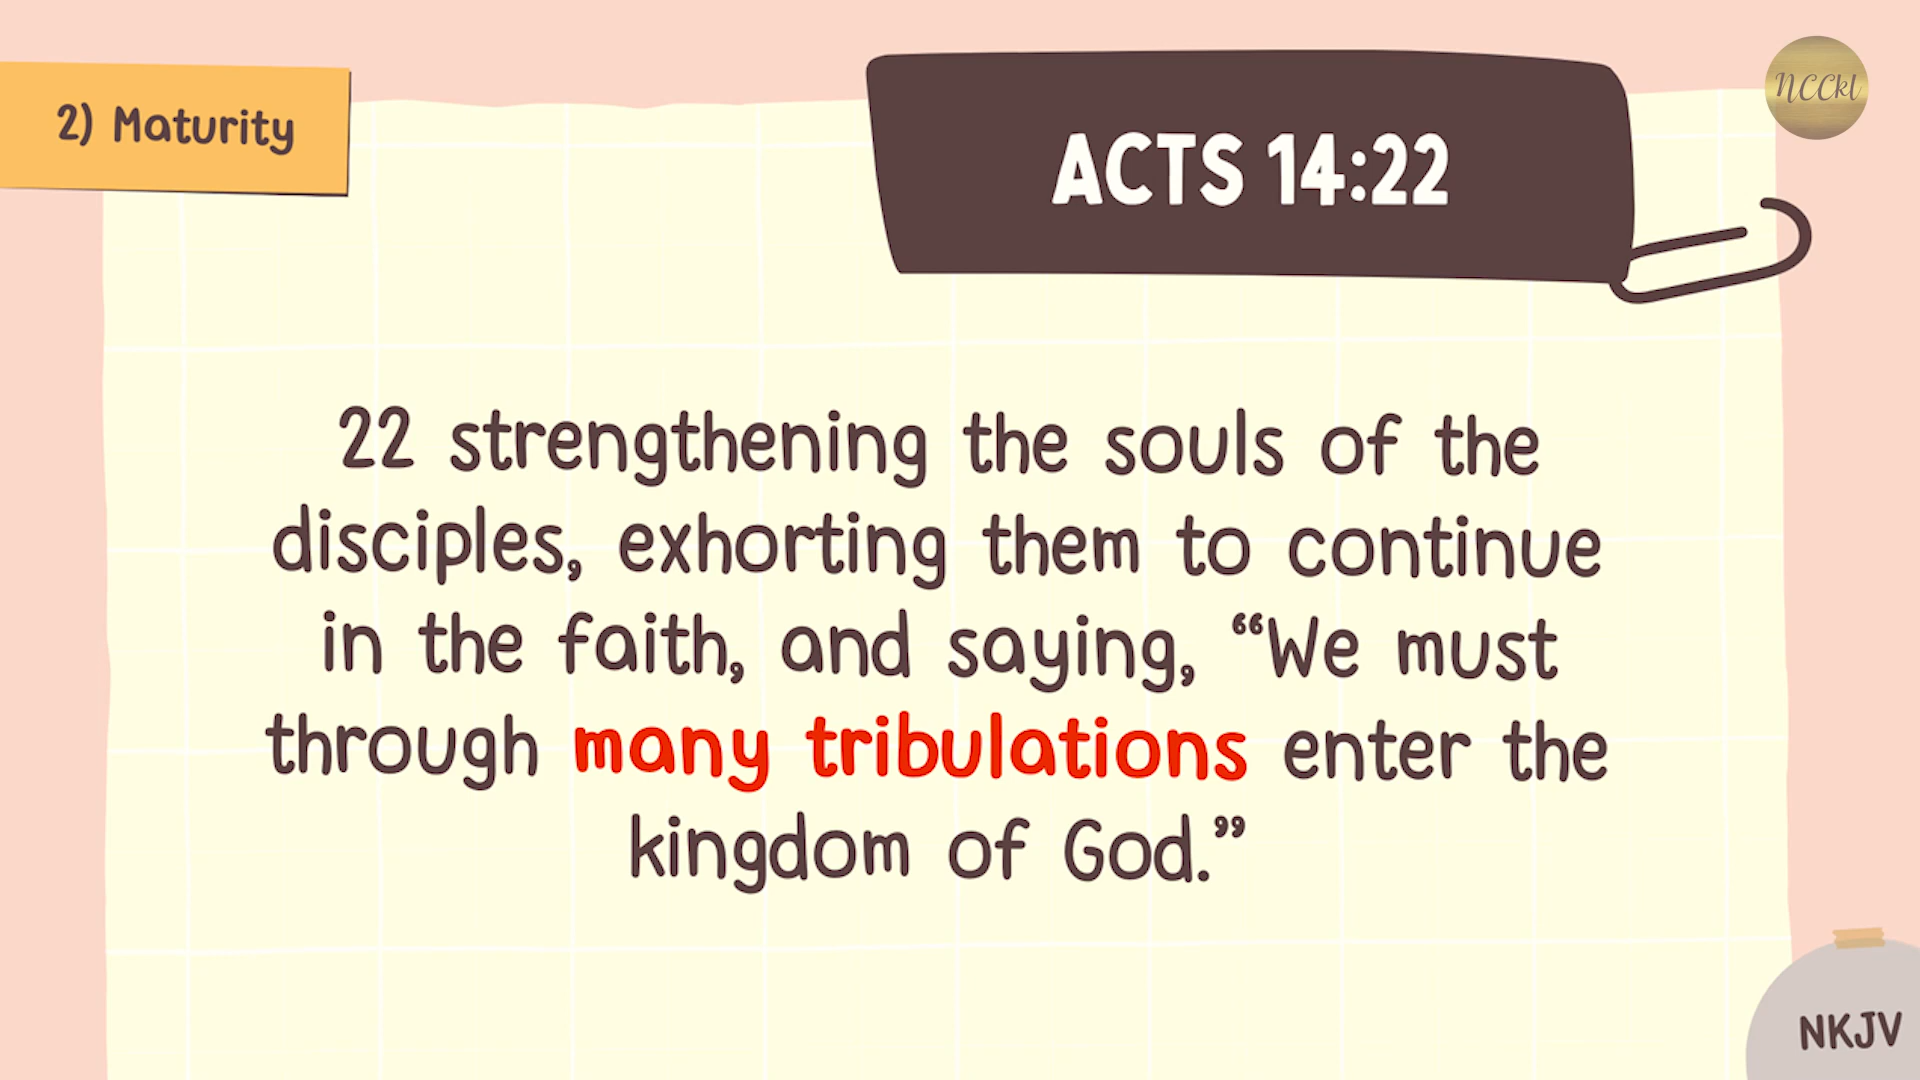 2) Maturity
ACTS 14:22
NCCkl
22 strengthening the souls of the
disciples, exhorting them to continue
in the faith, and saying, “We must
through many tribulations enter the
kingdom of God.”
NKJV